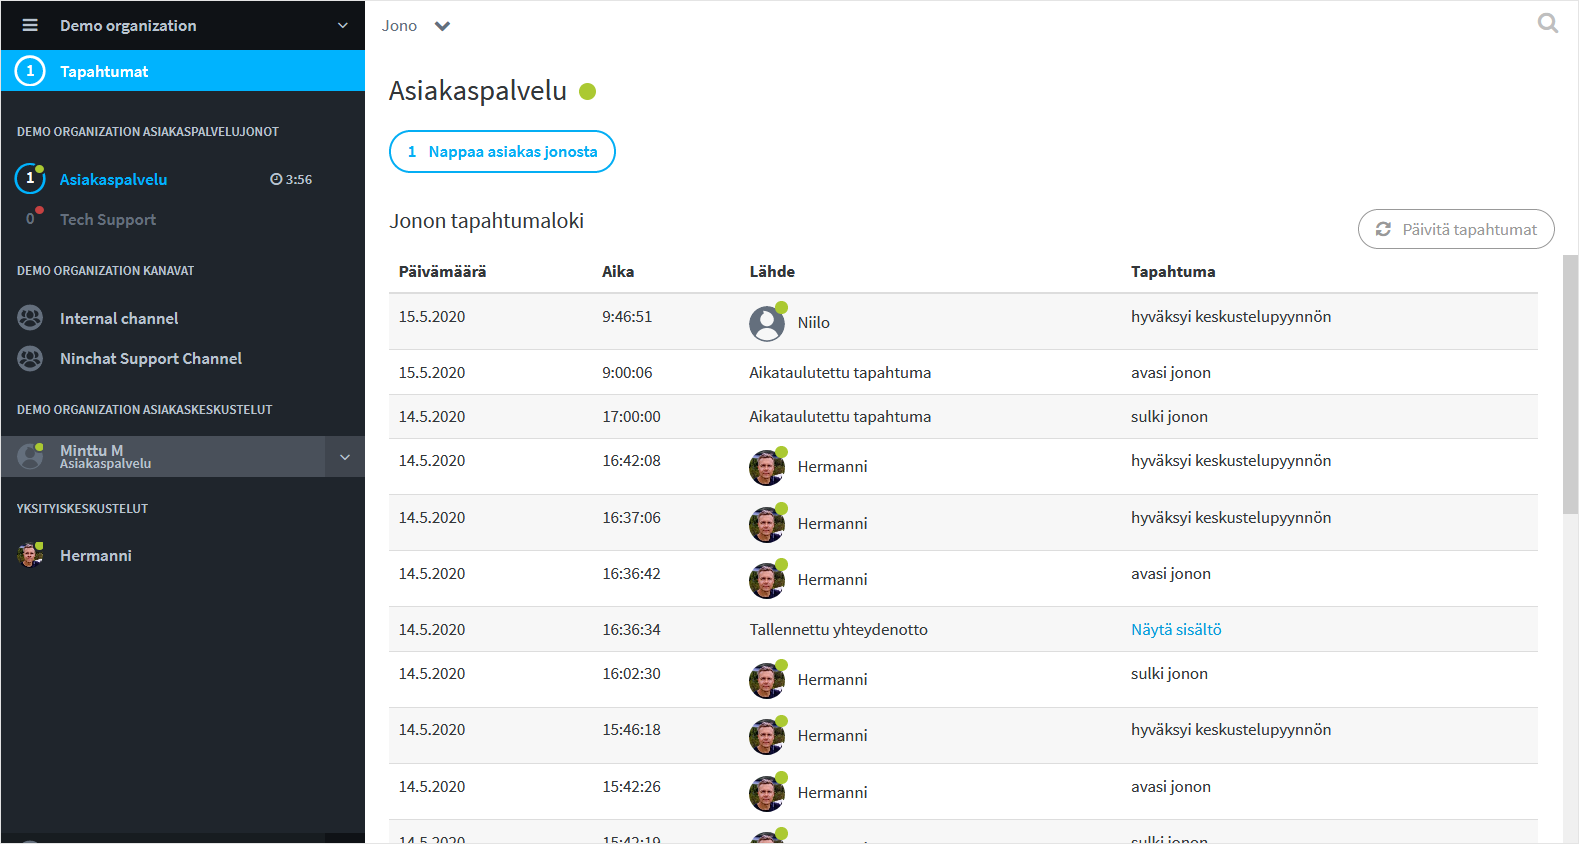 Demo organization
1 Tapahtumat
DEMO ORGANIZATION ASIAKASPALVELUJONOT
1 Asiakaspalvelu 3:56
0 Tech Support
DEMO ORGANIZATION KANAVAT
Internal channel
Ninchat Support Channel
DEMO ORGANIZATION ASIAKASKESKUSTELUT
Minttu M
Asiakaspalvelu
YKSITYISKESKUSTELUT
Hermanni
Jono
Asiakaspalvelu
1 Nappaa asiakas jonosta
Jonon tapahtumaloki
Päivitä tapahtumat
Päivämäärä Aika Lähde Tapahtuma
15.5.2020 9:46:51 Niilo hyväksyi keskustelupyynnön
15.5.2020 9:00:06 Aikataulutettu tapahtuma avasi jonon
14.5.2020 17:00:00 Aikataulutettu tapahtuma sulki jonon
14.5.2020 16:42:08 Hermanni hyväksyi keskustelupyynnön
14.5.2020 16:37:06 Hermanni hyväksyi keskustelupyynnön
14.5.2020 16:36:42 Hermanni avasi jonon
14.5.2020 16:36:34 Tallennettu yhteydenotto Näytä sisältö
14.5.2020 16:02:30 Hermanni sulki jonon
14.5.2020 15:46:18 Hermanni hyväksyi keskustelupyynnön
14.5.2020 15:42:26 Hermanni avasi jonon
14.5.2020 15:42:19 sulki jonon